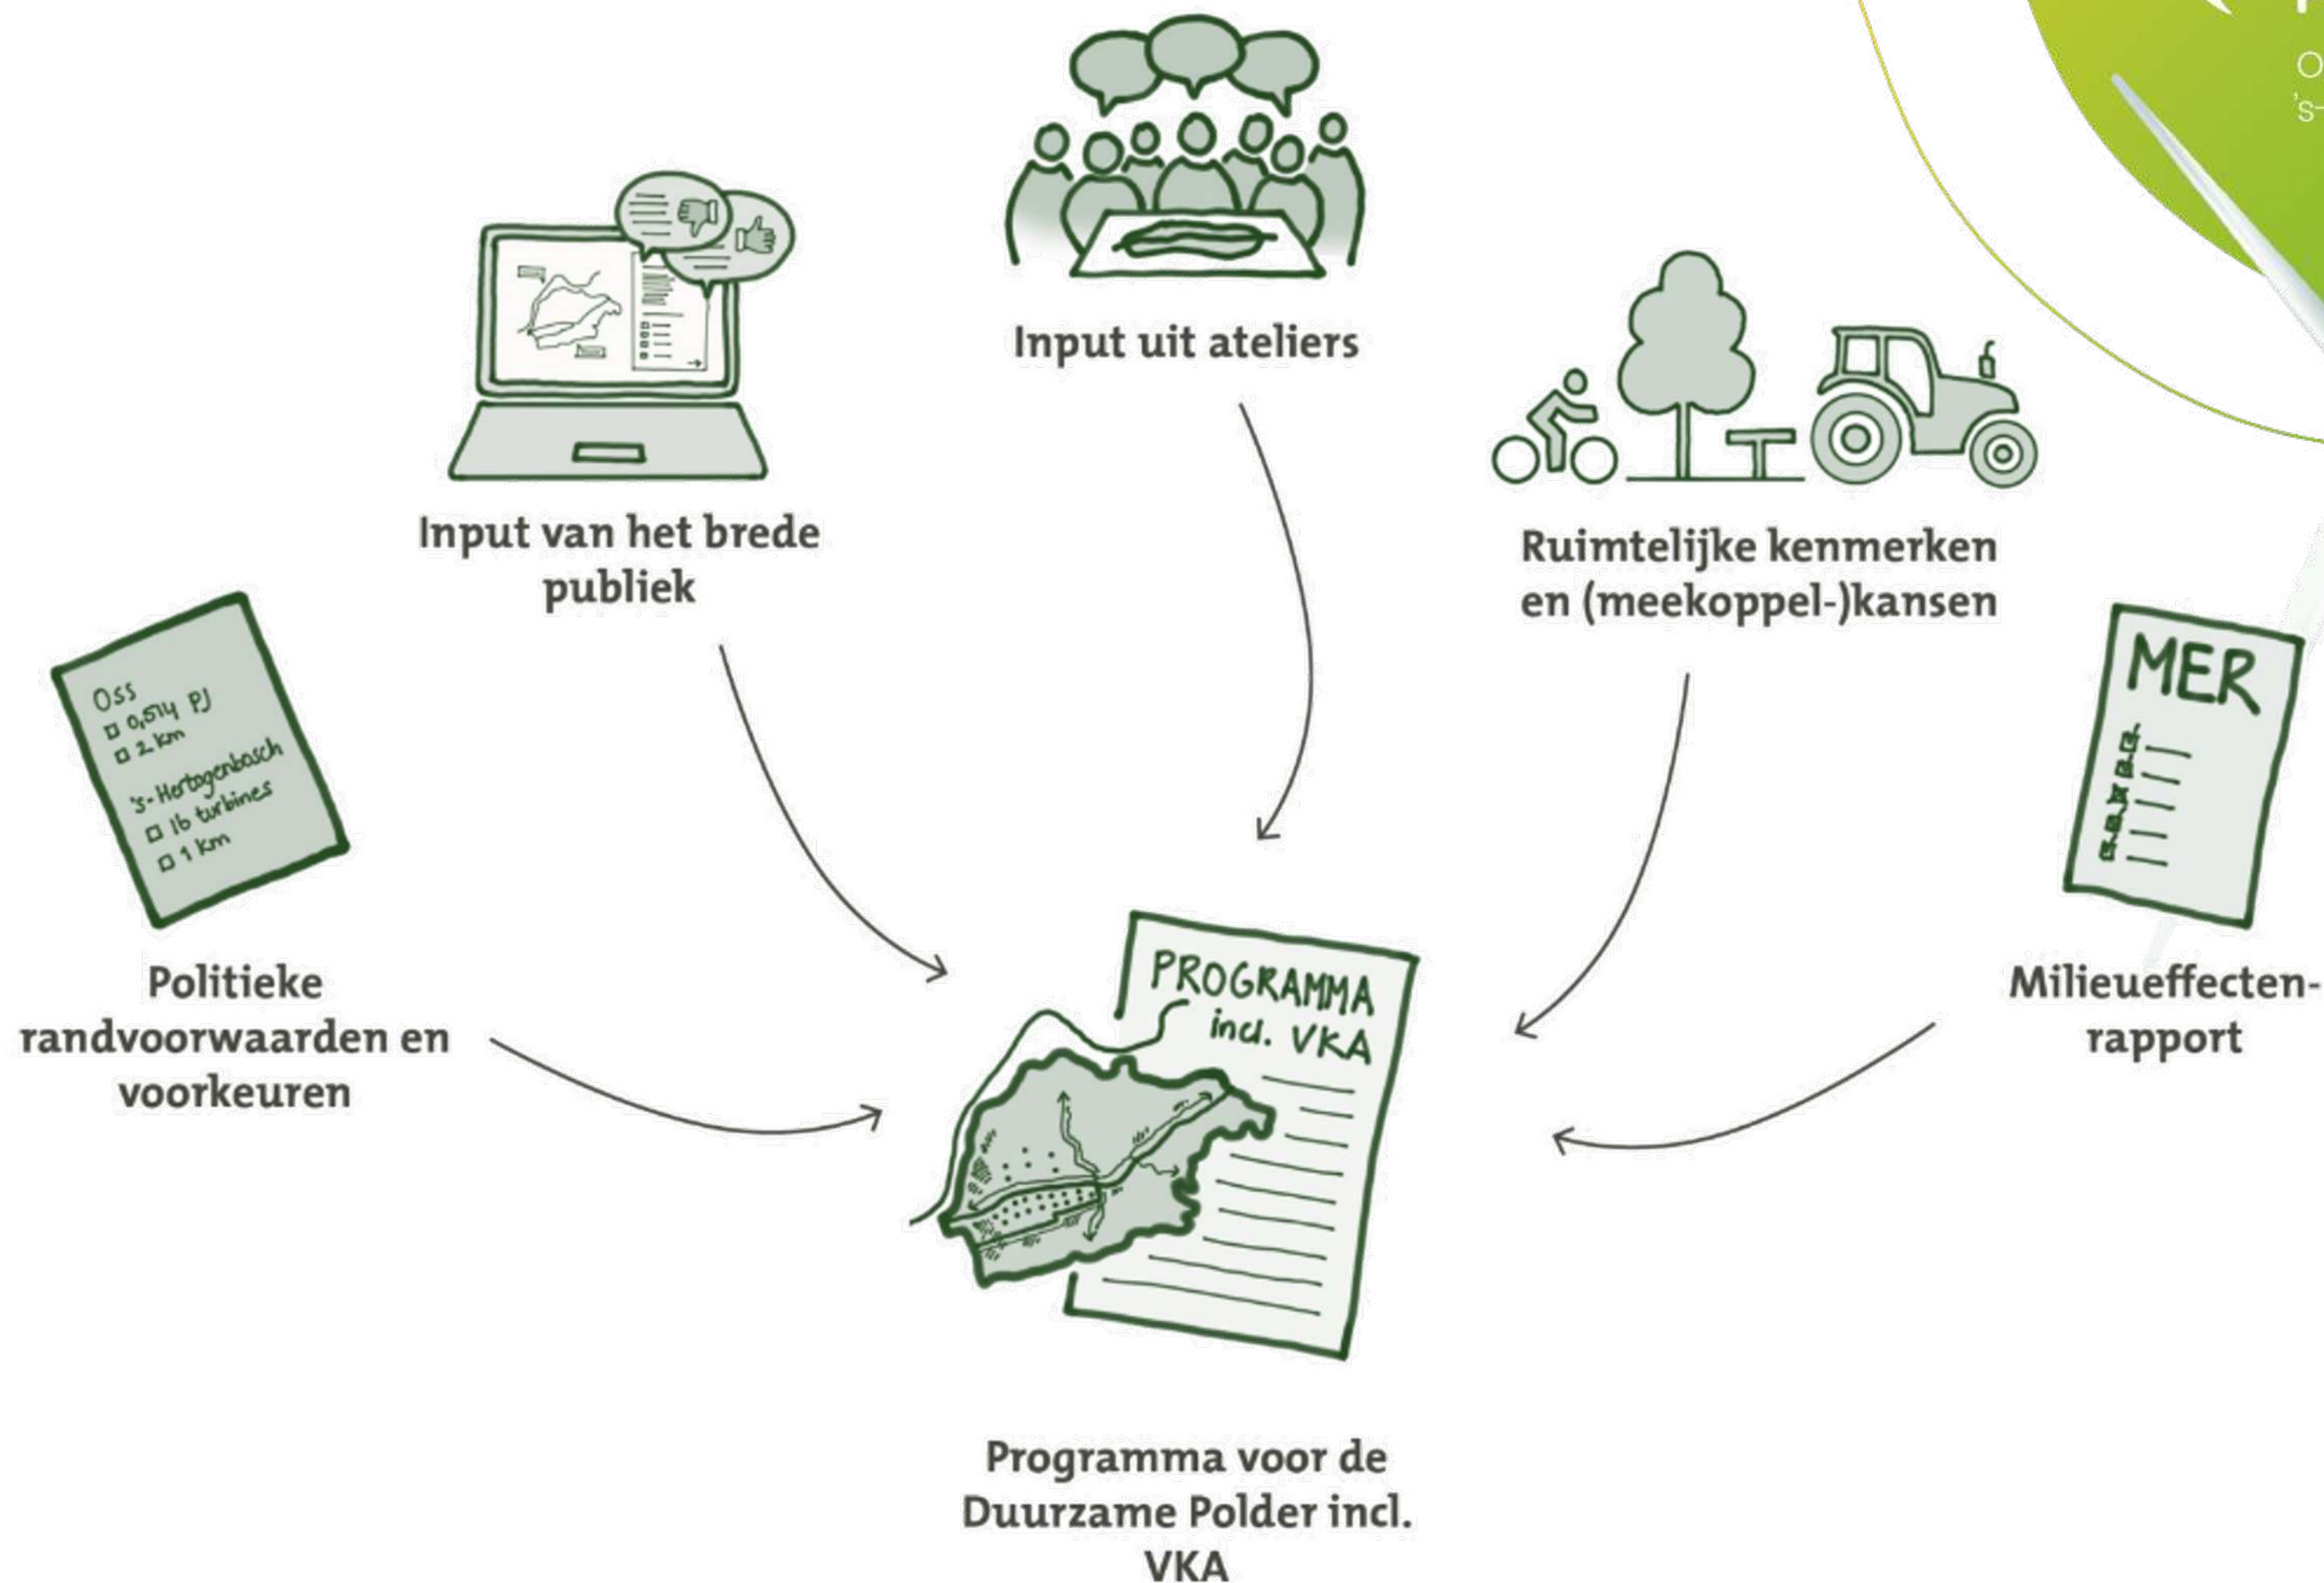 Input uit ateliers
Input van het brede
publiek
Ruimtelijke kenmerken
en (meekoppel-)kansen
Oss
0,514 PJ
2 km
's-Hertogenbosch
16 turbines
1 km
Politieke
randvoorwaarden en
voorkeuren
MER
Milieueffecten-
rapport
PROGRAMMA
incl. VKA
Programma voor de
Duurzame Polder incl.
VKA